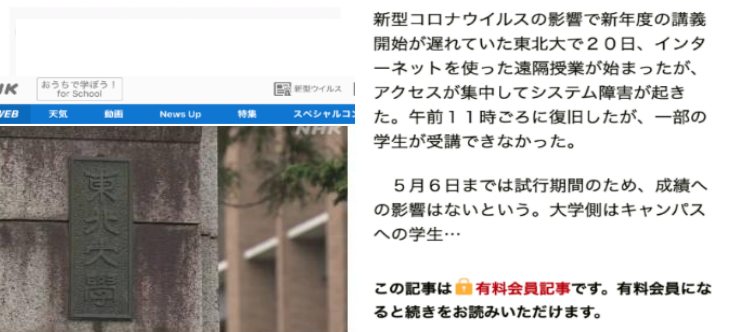 NHK
おうちで学ぼう!
for School
新型ウイルス
WEB
天気
動画
News Up
特集
スペシャルコン
NHK
東北大學
新型コロナウイルスの影響で新年度の講義
開始が遅れていた東北大で20日、インタ
ーネットを使った遠隔授業が始まったが、
アクセスが集中してシステム障害が起き
た。午前11時ごろに復旧したが、一部の
学生が受講できなかった。
5月6日までは試行期間のため、成績へ
の影響はないという。大学側はキャンパス
への学生…
この記事は🔒有料会員記事です。有料会員にな
ると続きをお読みいただけます。